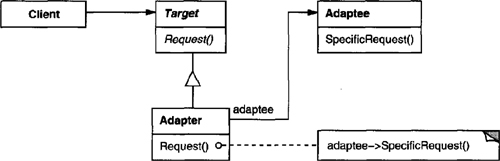 Client
Target
Request()
Adaptee
SpecificRequest()
adaptee
Adapter
Request()
adaptee->SpecificRequest()